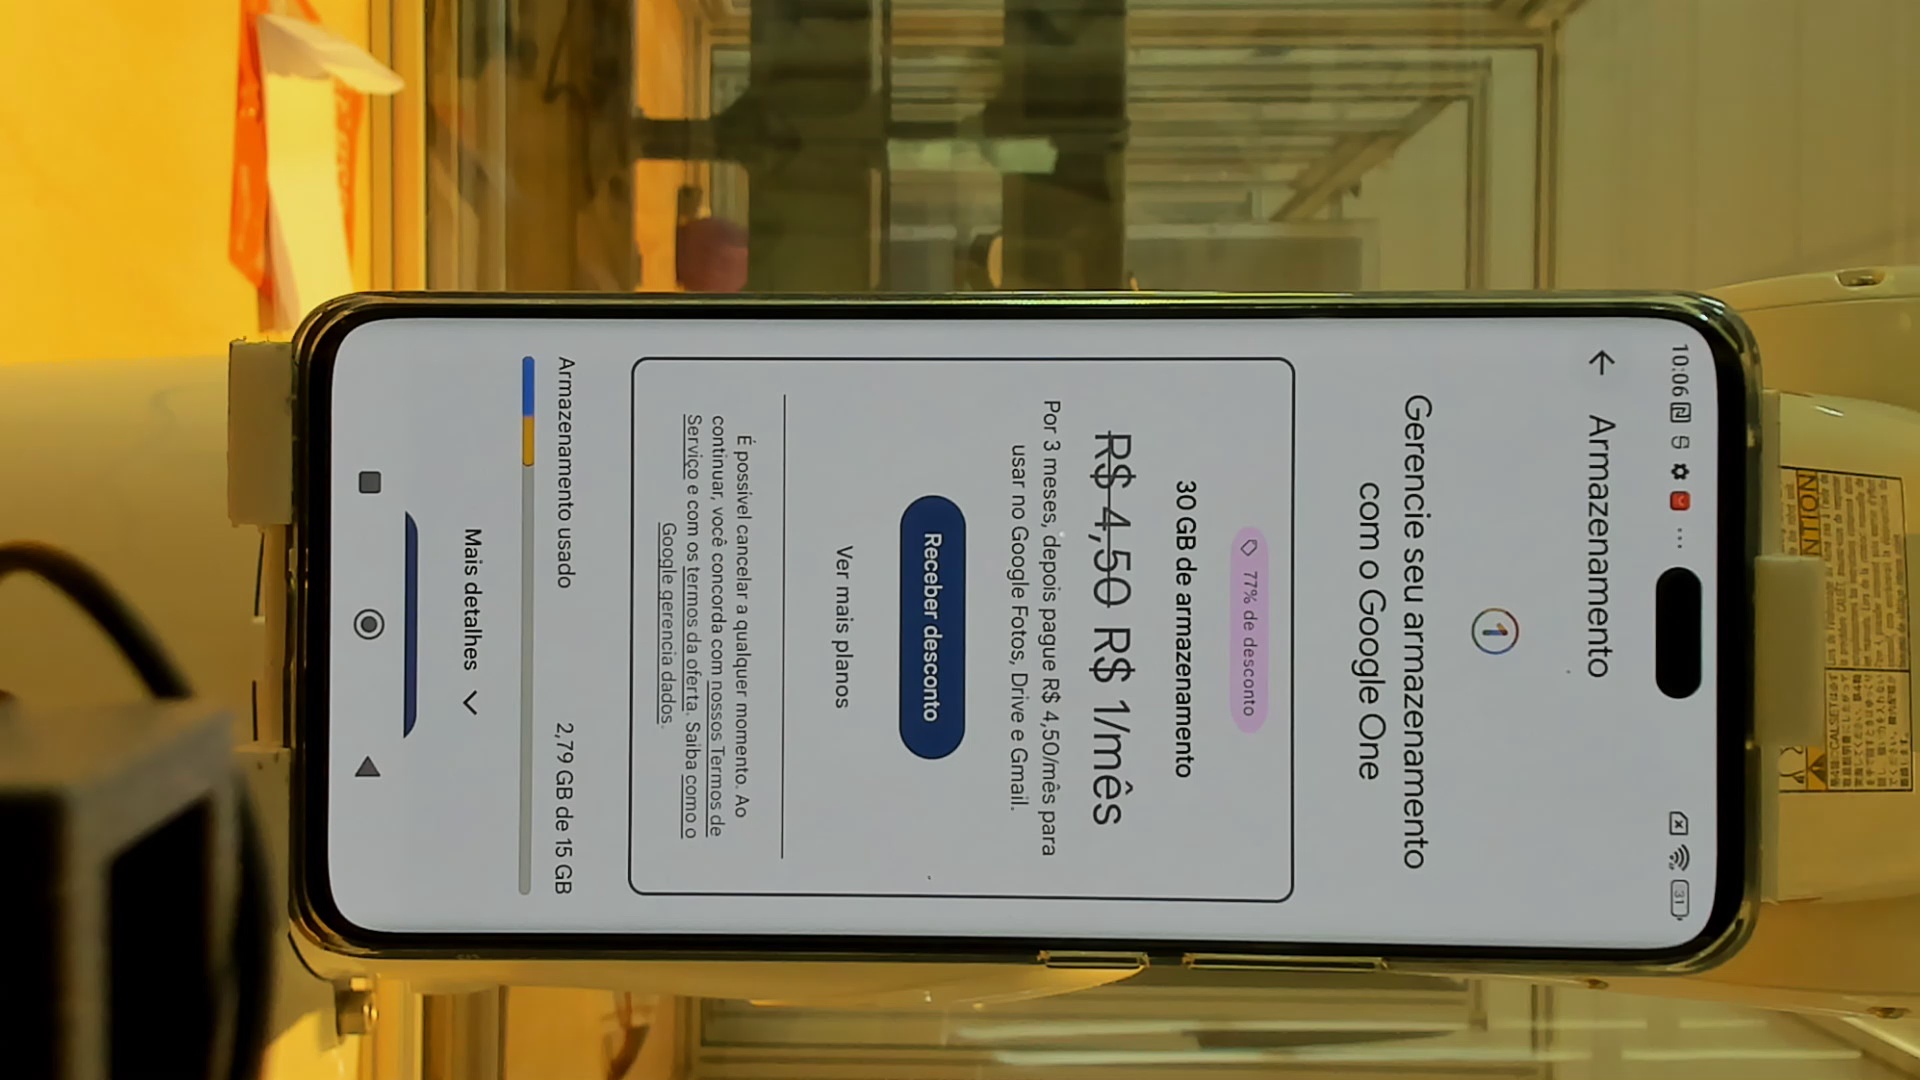 10:06
31
Armazenamento
1
Gerencie seu armazenamento
com o Google One
77% de desconto
30 GB de armazenamento
R$ 4,50 R$ 1/mês
Por 3 meses, depois pague R$ 4,50/mês para
usar no Google Fotos, Drive e Gmail.
Receber desconto
Ver mais planos
É possível cancelar a qualquer momento. Ao
continuar, você concorda com nossos Termos de
Serviço e com os termos da oferta. Saiba como o
Google gerencia dados.
Armazenamento usado 2,79 GB de 15 GB
Mais detalhes